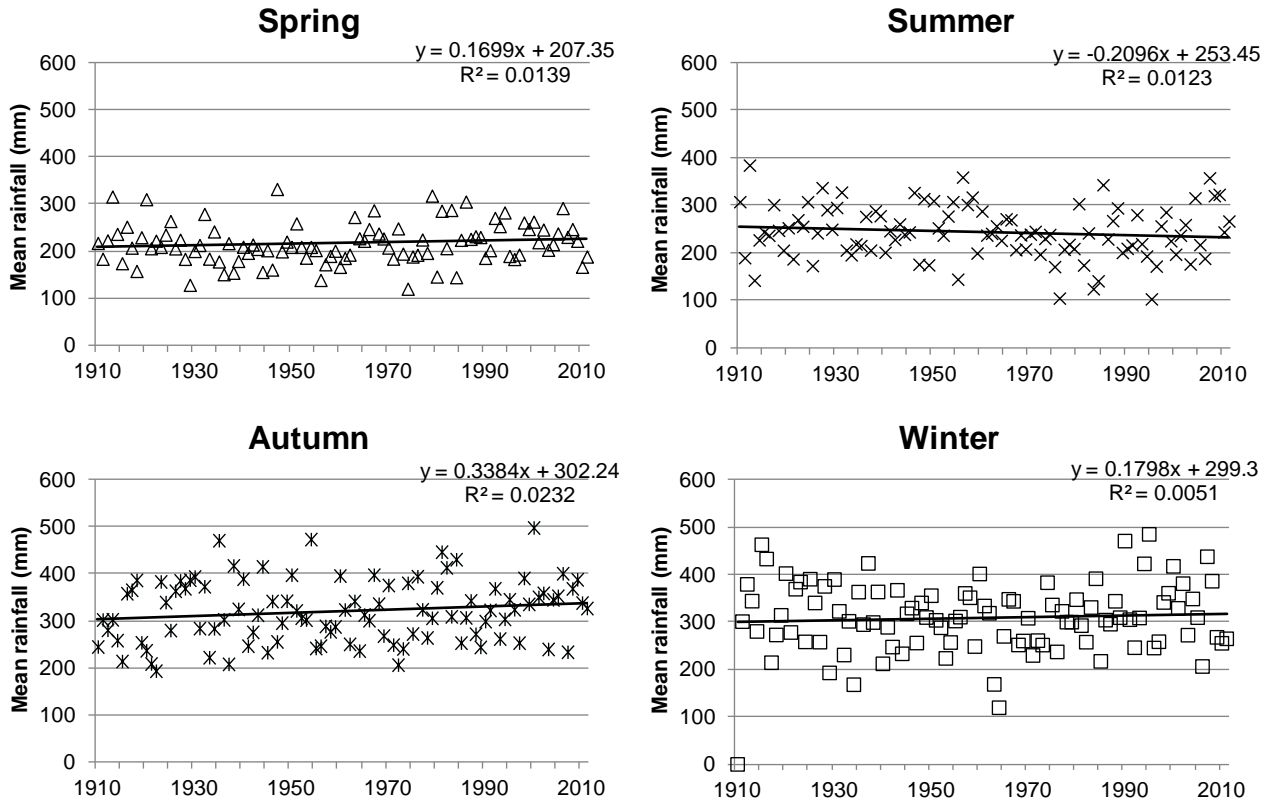 Spring
y = 0.1699x + 207.35
R² = 0.0139
Mean rainfall (mm)
600
500
400
300
200
100
0
1910 1930 1950 1970 1990 2010
Summer
y = -0.2096x + 253.45
R² = 0.0123
Mean rainfall (mm)
600
500
400
300
200
100
0
1910 1930 1950 1970 1990 2010
Autumn
y = 0.3384x + 302.24
R² = 0.0232
Mean rainfall (mm)
600
500
400
300
200
100
0
1910 1930 1950 1970 1990 2010
Winter
y = 0.1798x + 299.3
R² = 0.0051
Mean rainfall (mm)
600
500
400
300
200
100
0
1910 1930 1950 1970 1990 2010